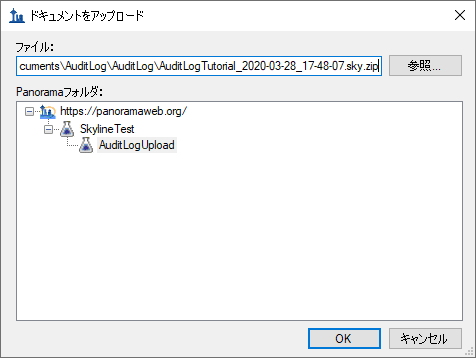 ドキュメントをアップロード
ファイル:
cuments\AuditLog\AuditLog\AuditLogTutorial_2020-03-28_17-48-07.sky.zip
参照...
Panoramaフォルダ:
https://panoramaweb.org/
SkylineTest
AuditLogUpload
OK
キャンセル